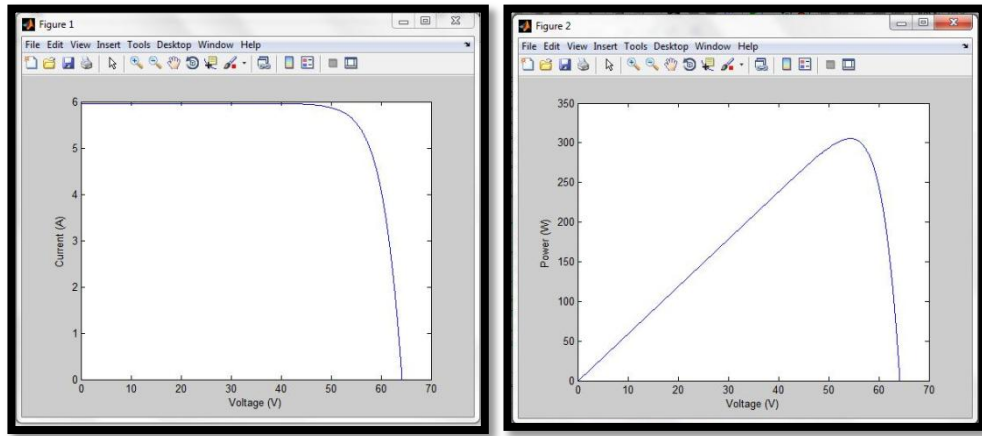 Figure 1
File Edit View Insert Tools Desktop Window Help
6
5
4
3
2
1
0
Current (A)
0 10 20 30 40 50 60 70
Voltage (V)
Figure 2
File Edit View Insert Tools Desktop Window Help
350
300
250
200
150
100
50
0
Power (W)
0 10 20 30 40 50 60 70
Voltage (V)